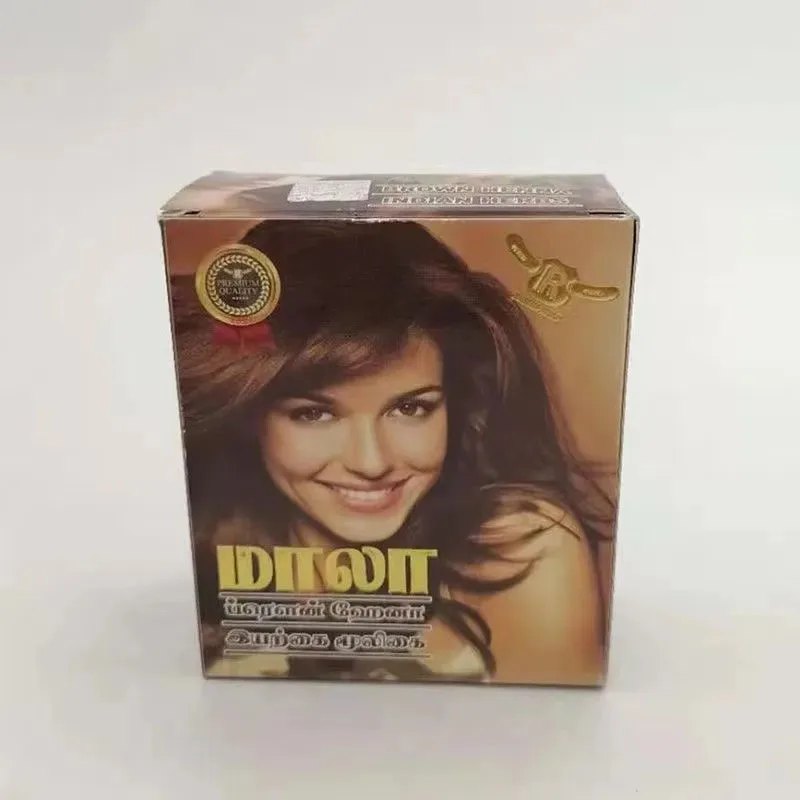 BROWN HENNA
INDIAN HERBS
PREMIUM
QUALITY
R
மாலா
ப்ரௌன் ஹேனா
இயற்கை மூலிகை